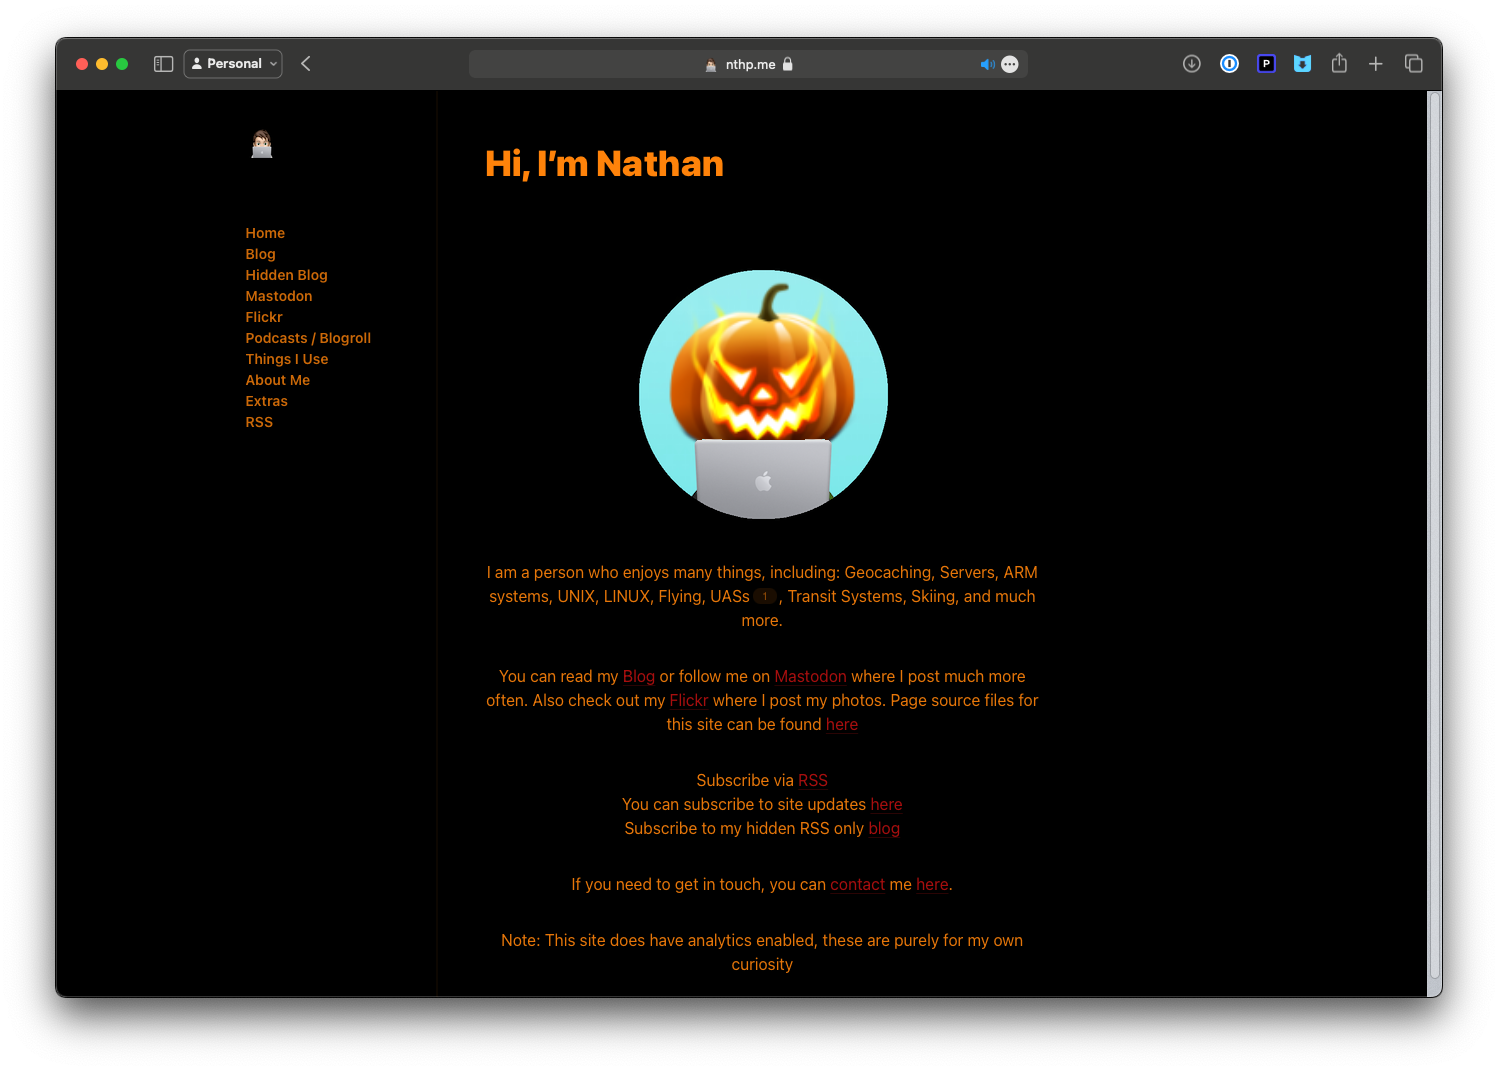 Personal
nthp.me
P
Hi, I’m Nathan
Home
Blog
Hidden Blog
Mastodon
Flickr
Podcasts / Blogroll
Things I Use
About Me
Extras
RSS
I am a person who enjoys many things, including: Geocaching, Servers, ARM
systems, UNIX, LINUX, Flying, UASs 1 , Transit Systems, Skiing, and much
more.
You can read my Blog or follow me on Mastodon where I post much more
often. Also check out my Flickr where I post my photos. Page source files for
this site can be found here
Subscribe via RSS
You can subscribe to site updates here
Subscribe to my hidden RSS only blog
If you need to get in touch, you can contact me here.
Note: This site does have analytics enabled, these are purely for my own
curiosity